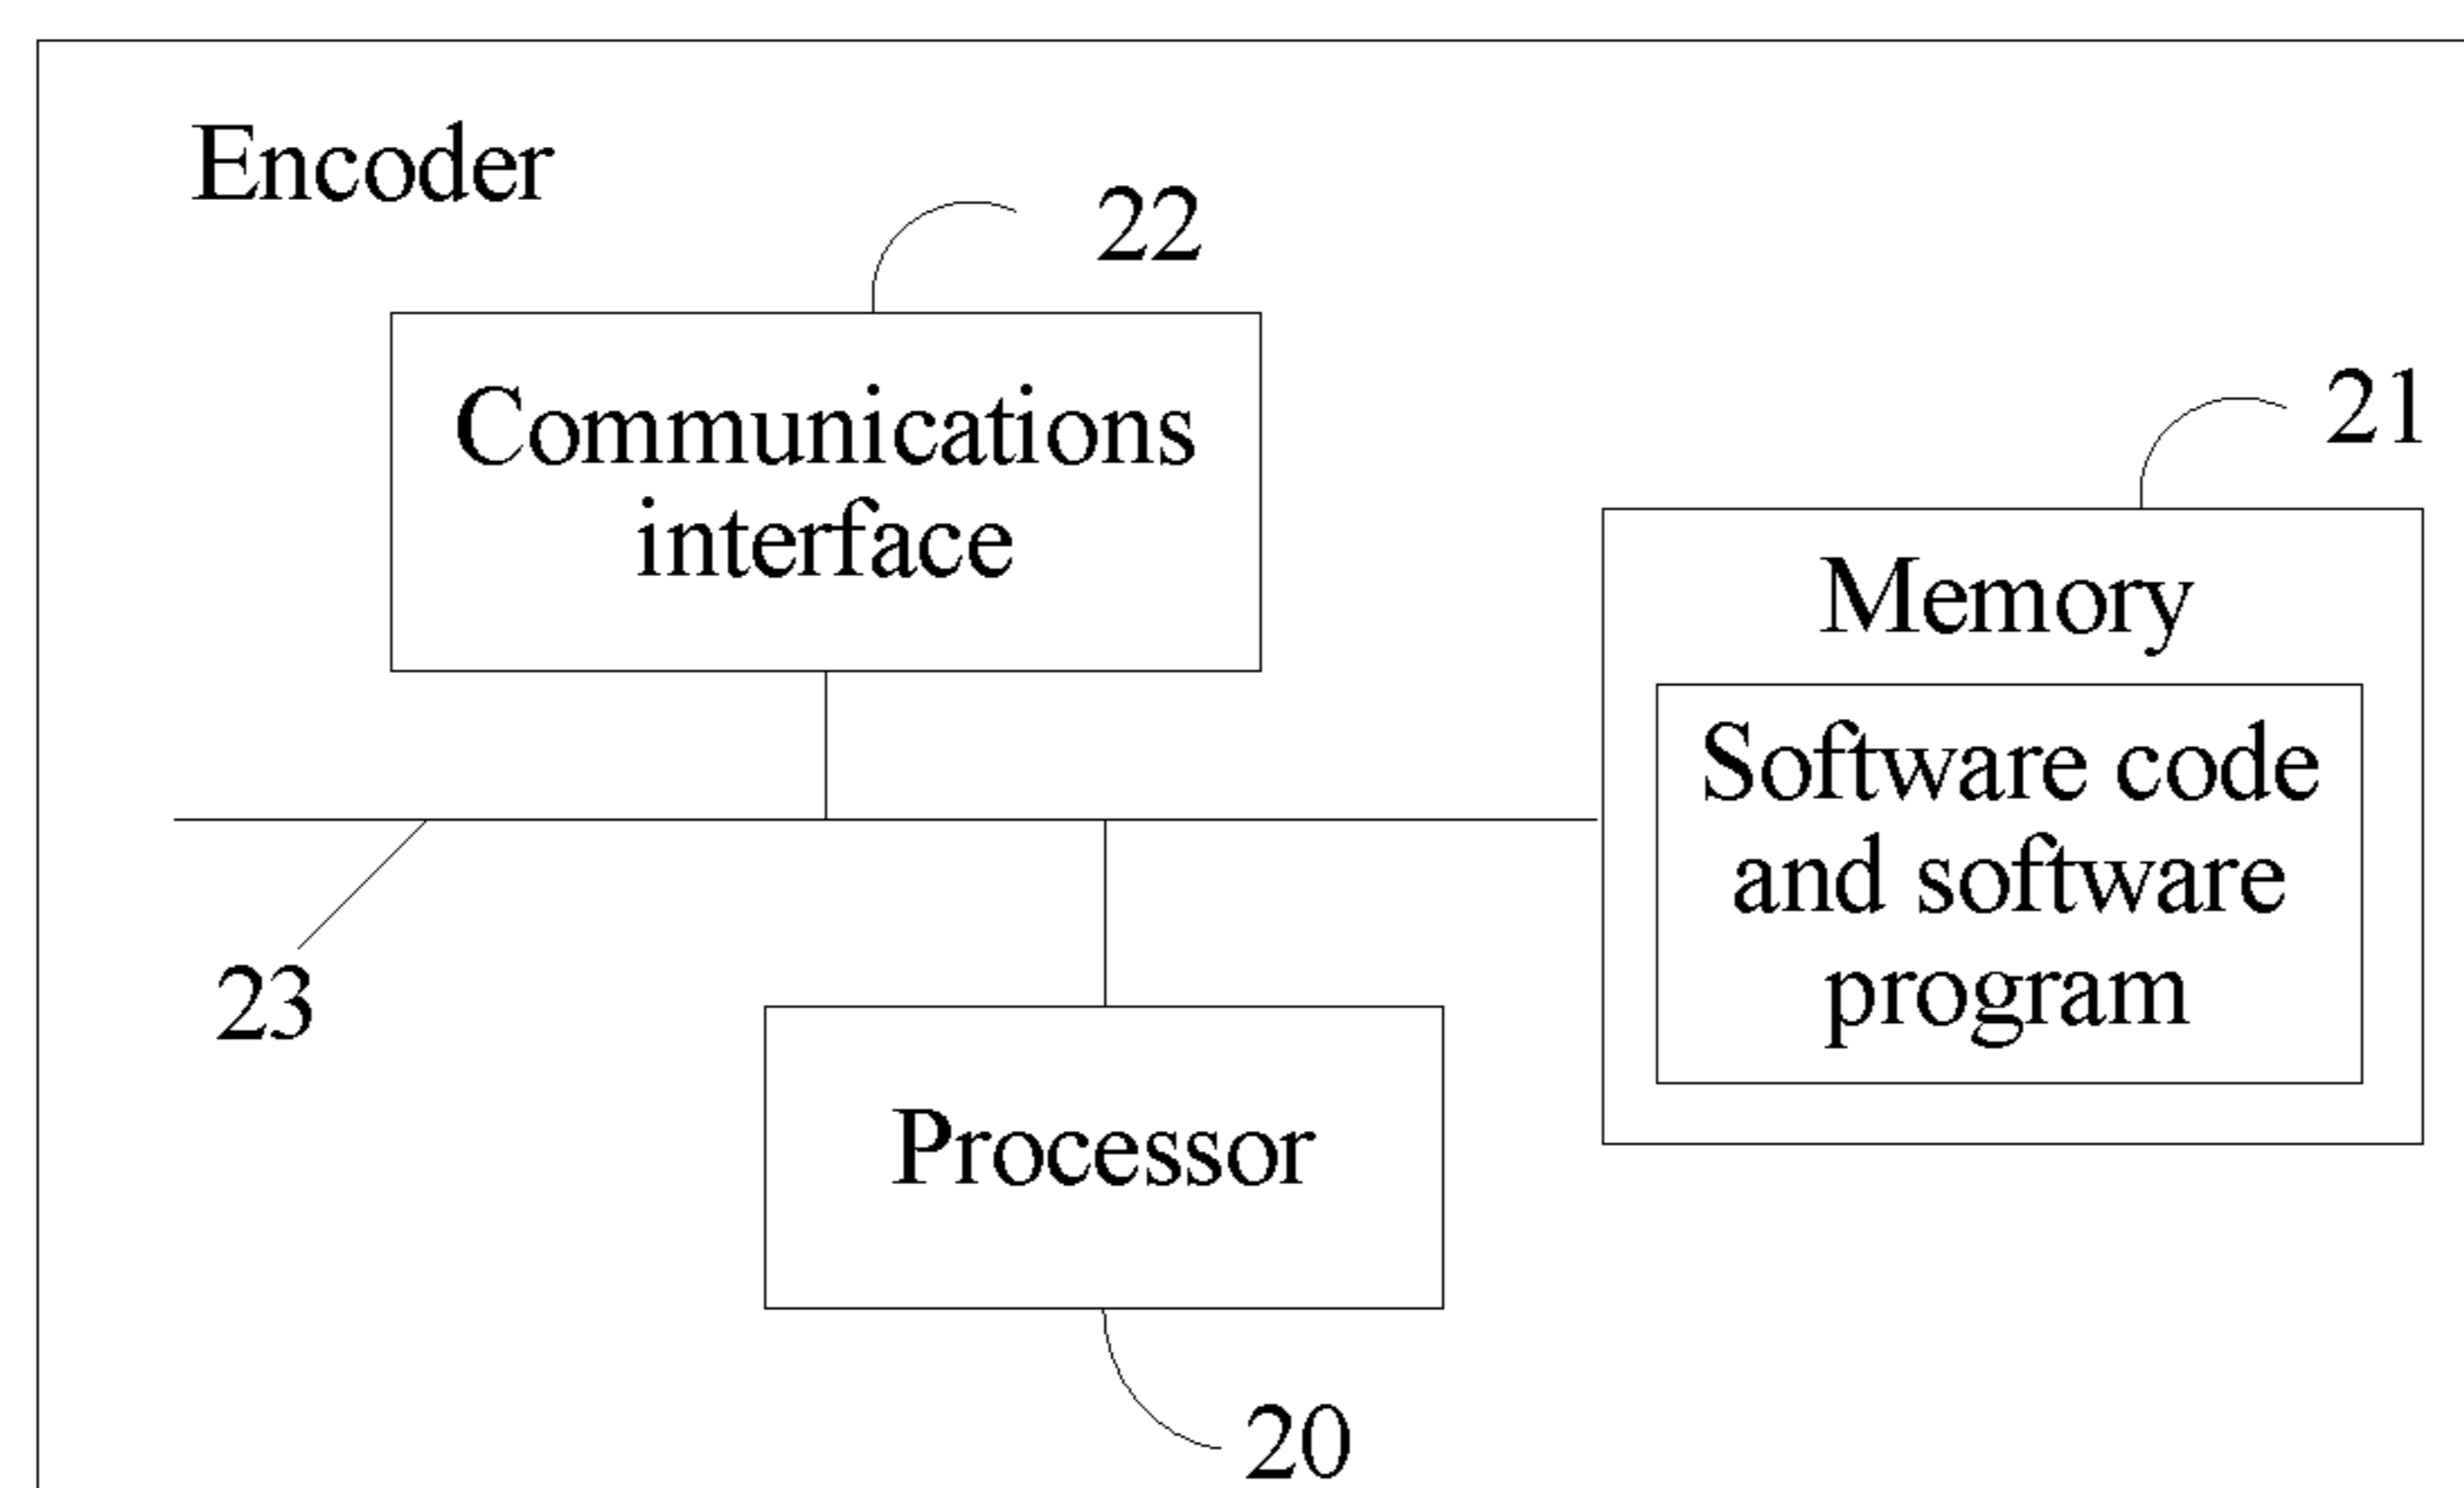 Encoder
22
Communications
interface
21
Memory
Software code
and software
program
23
Processor
20